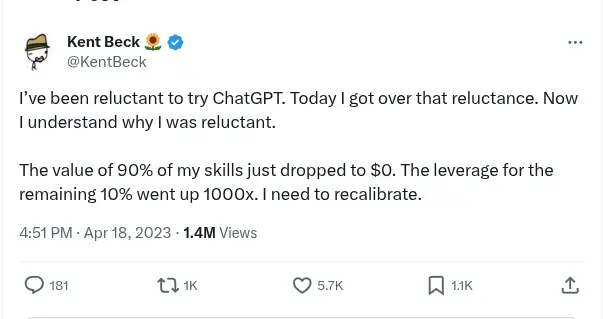 Kent Beck 🌻
@KentBeck
I've been reluctant to try ChatGPT. Today I got over that reluctance. Now
I understand why I was reluctant.
The value of 90% of my skills just dropped to $0. The leverage for the
remaining 10% went up 1000x. I need to recalibrate.
4:51 PM · Apr 18, 2023 · 1.4M Views
181 1K 5.7K 1.1K